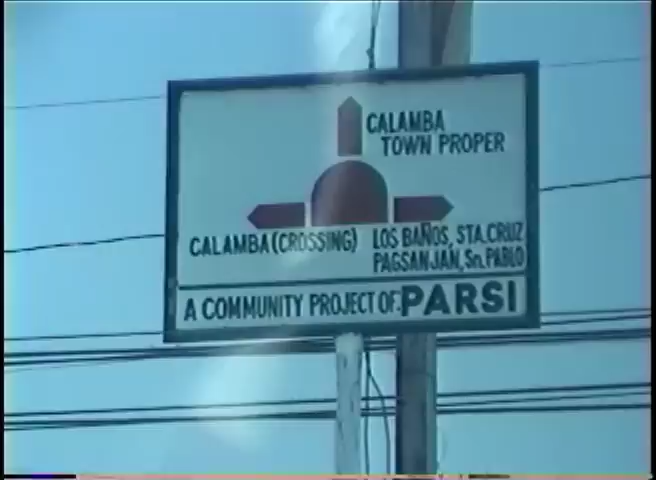 CALAMBA
TOWN PROPER
CALAMBA (CROSSING)
LOS BAÑOS, STA. CRUZ
PAGSANJAN, Sn. PABLO
A COMMUNITY PROJECT OF: PARSI